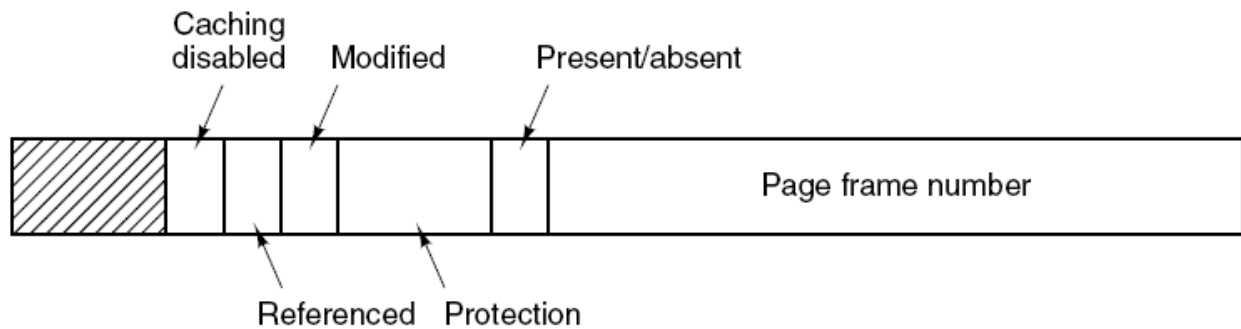 Caching
disabled
Modified
Present/absent
Page frame number
Referenced
Protection